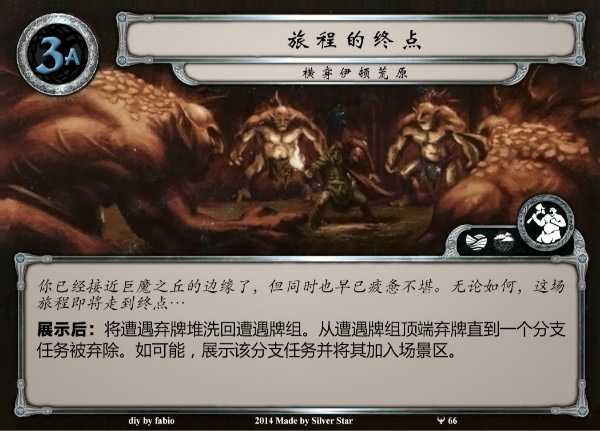 3A
旅程的终点
横穿伊顿荒原
你已经接近巨魔之丘的边缘了，但同时也早已疲惫不堪。无论如何，这场
旅程即将走到终点…
展示后：将遭遇弃牌堆洗回遭遇牌组。从遭遇牌组顶端弃牌直到一个分支
任务被弃除。如可能，展示该分支任务并将其加入场景区。
diy by fabio
2014 Made by Silver Star
66